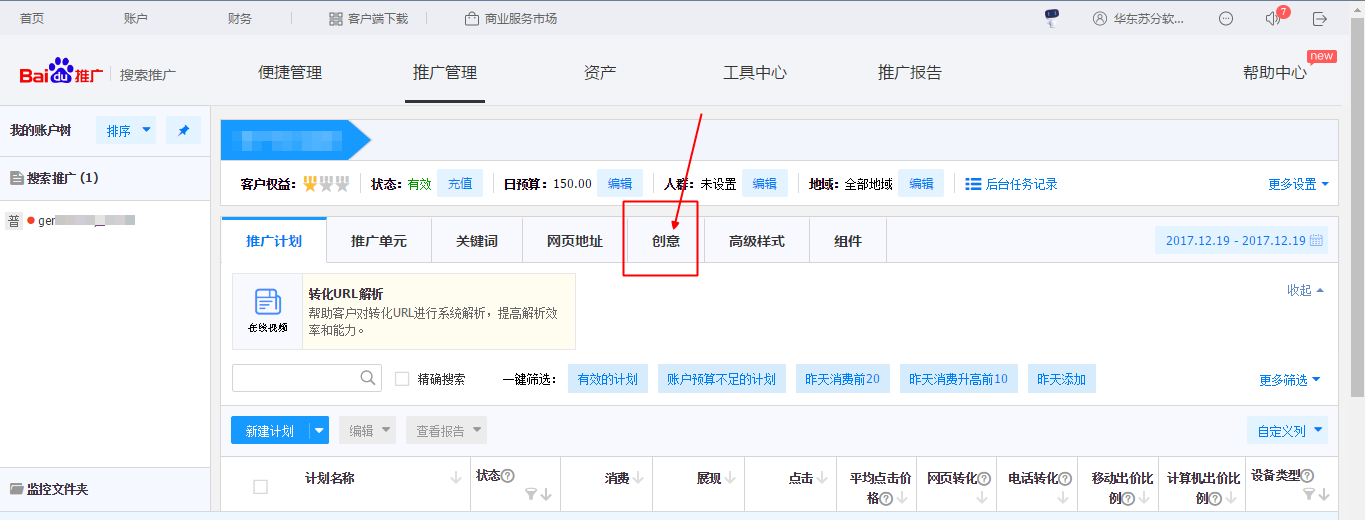 首页 账户 财务 客户端下载 商业服务市场 华东苏分软... 7
Bai du 推广 搜索推广 便捷管理 推广管理 资产 工具中心 推广报告 帮助中心 new
我的账户树 排序
搜索推广 (1)
普 ger
监控文件夹
客户权益: 状态: 有效 充值 日预算: 150.00 编辑 人群: 未设置 编辑 地域: 全部地域 编辑 后台任务记录 更多设置
推广计划 推广单元 关键词 网页地址 创意 高级样式 组件 2017.12.19 - 2017.12.19
在线视频
转化URL解析
帮助客户对转化URL进行系统解析，提高解析效
率和能力。
收起
精确搜索 一键筛选: 有效的计划 账户预算不足的计划 昨天消费前20 昨天消费升高前10 昨天添加 更多筛选
新建计划 编辑 查看报告 自定义列
计划名称 状态 消费 展现 点击 平均点击价 网页转化 电话转化 移动出价比 计算机出价比 设备类型
格 例 例